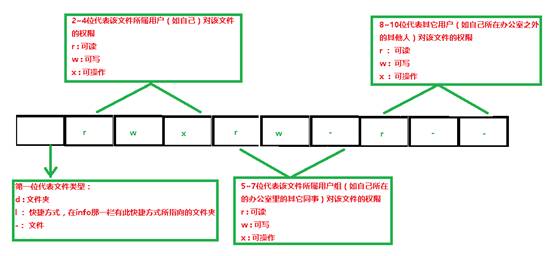 2~4位代表该文件所属用户（如自己）对该文件
的权限
r：可读
w：可写
x：可操作
8~10位代表其它用户（如自己所在办公室之外
的其他人）对该文件的权限
r ： 可读
w ： 可写
x ： 可操作
r w x r w - r - -
第一位代表文件类型：
d : 文件夹
l ： 快捷方式，在info那一栏有此快捷方式所指向的文件夹
-： 文件
5~7位代表该文件所属用户组（如自己所在
的办公室里的其它同事）对该文件的权限
r：可读
w：可写
x：可操作